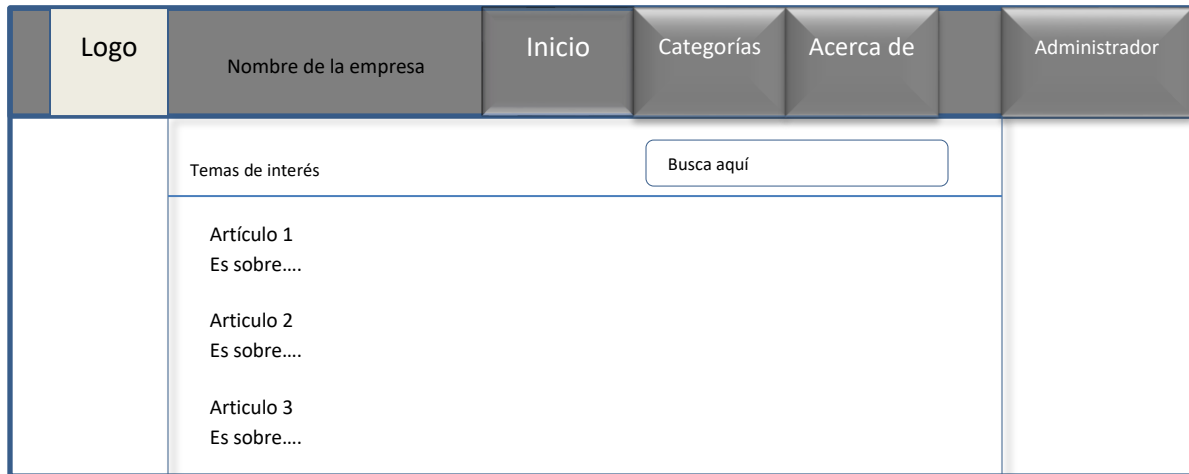 Logo
Nombre de la empresa
Inicio
Categorías
Acerca de
Administrador
Temas de interés
Busca aquí
Artículo 1
Es sobre….
Articulo 2
Es sobre….
Articulo 3
Es sobre….